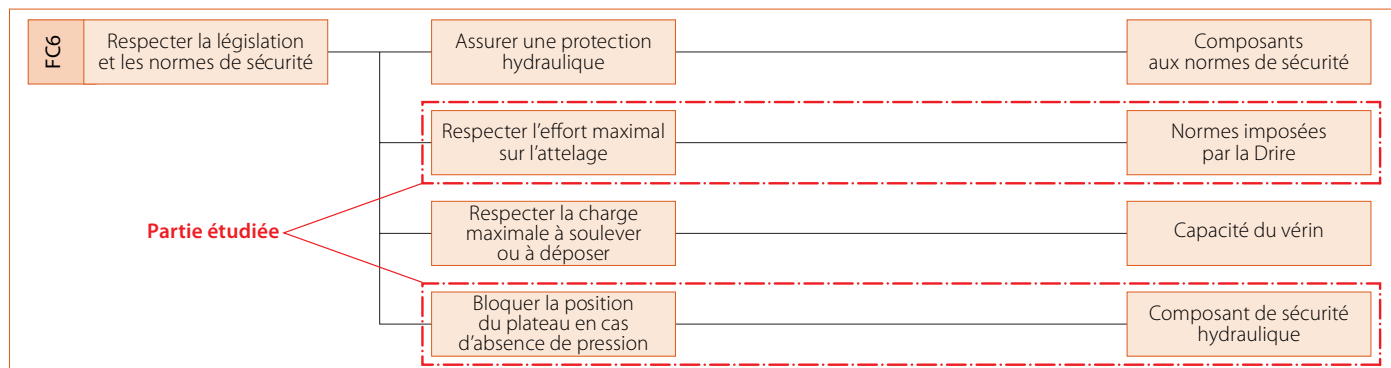 FC6
Respecter la législation
et les normes de sécurité
Assurer une protection
hydraulique
Composants
aux normes de sécurité
Respecter l'effort maximal
sur l'attelage
Normes imposées
par la Drire
Partie étudiée
Respecter la charge
maximale à soulever
ou à déposer
Capacité du vérin
Bloquer la position
du plateau en cas
d'absence de pression
Composant de sécurité
hydraulique